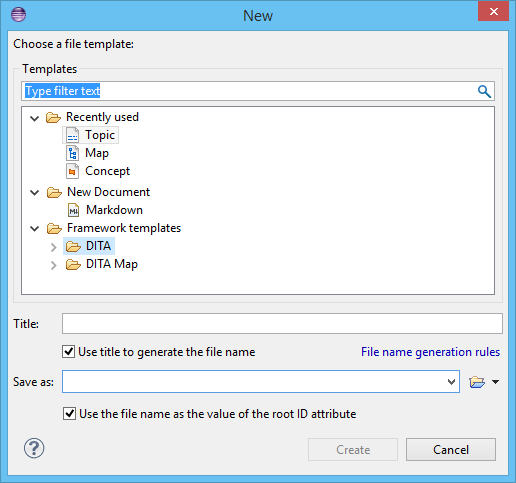 New
Choose a file template:
Templates
Type filter text
Recently used
Topic
Map
Concept
New Document
Markdown
Framework templates
DITA
DITA Map
Title:
Use title to generate the file name
File name generation rules
Save as:
Use the file name as the value of the root ID attribute
Create
Cancel